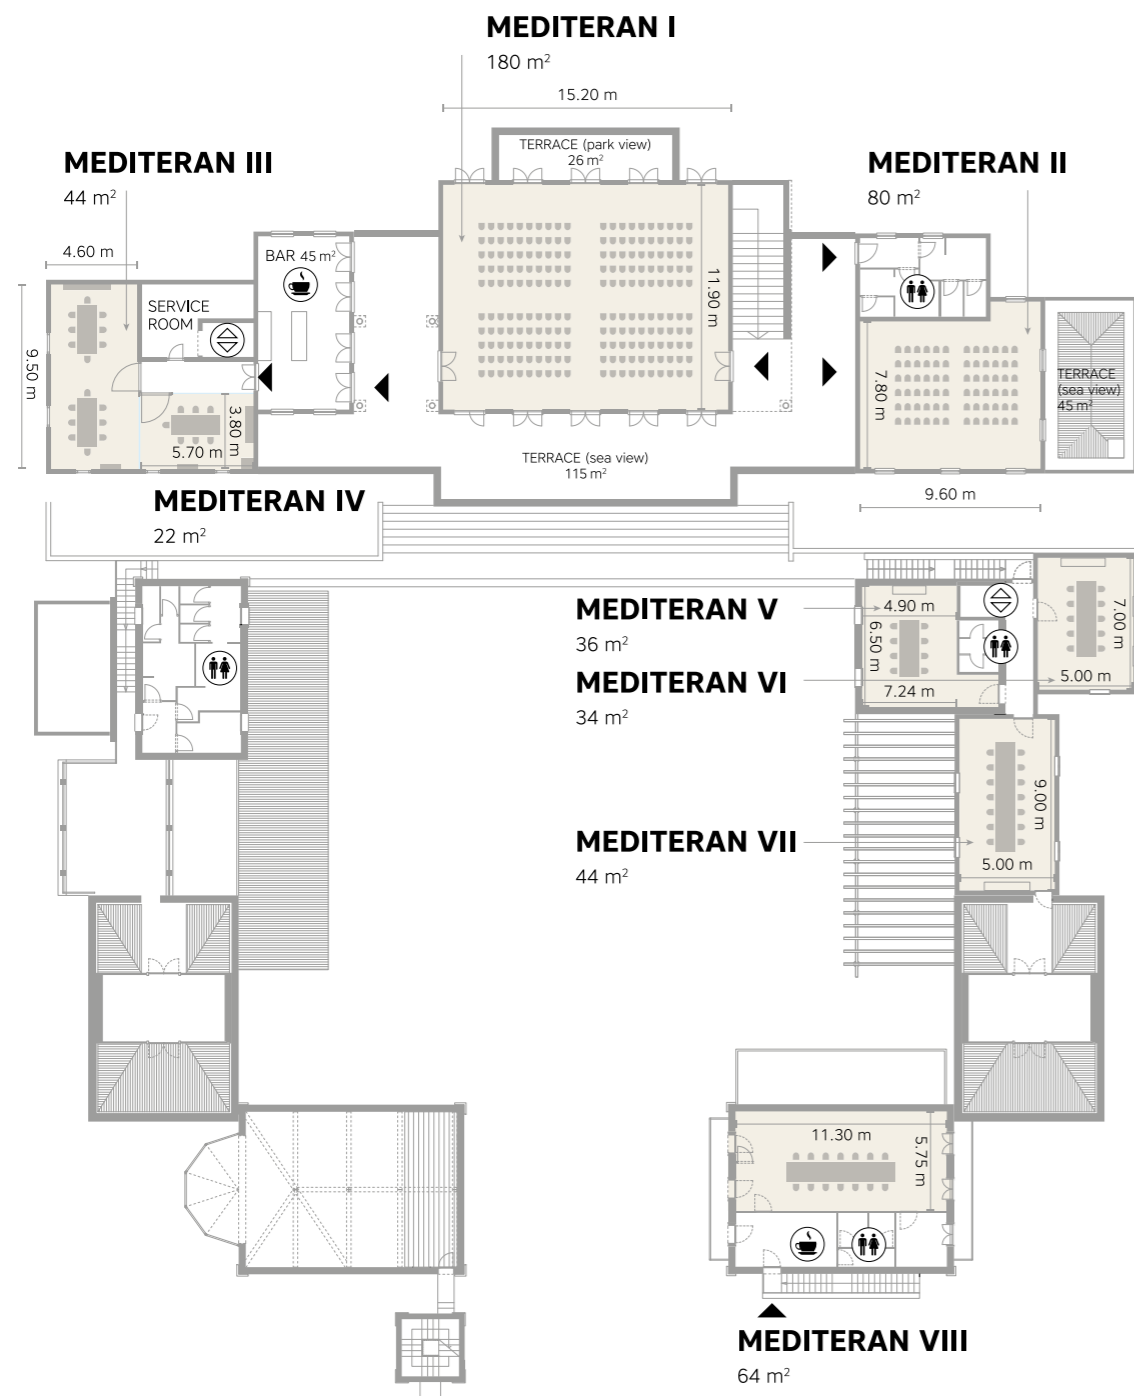 MEDITERAN I
180 m²
15.20 m
TERRACE (park view)
26 m²
MEDITERAN III
44 m²
4.60 m
MEDITERAN II
80 m²
BAR 45 m²
SERVICE
ROOM
11.90 m
9.50 m
7.80 m
TERRACE
(sea view)
45 m²
3.80 m
5.70 m
TERRACE (sea view)
115 m²
MEDITERAN IV
22 m²
9.60 m
MEDITERAN V
36 m²
4.90 m
6.50 m
7.00 m
MEDITERAN VI
34 m²
7.24 m
5.00 m
MEDITERAN VII
44 m²
9.00 m
5.00 m
11.30 m
5.75 m
MEDITERAN VIII
64 m²